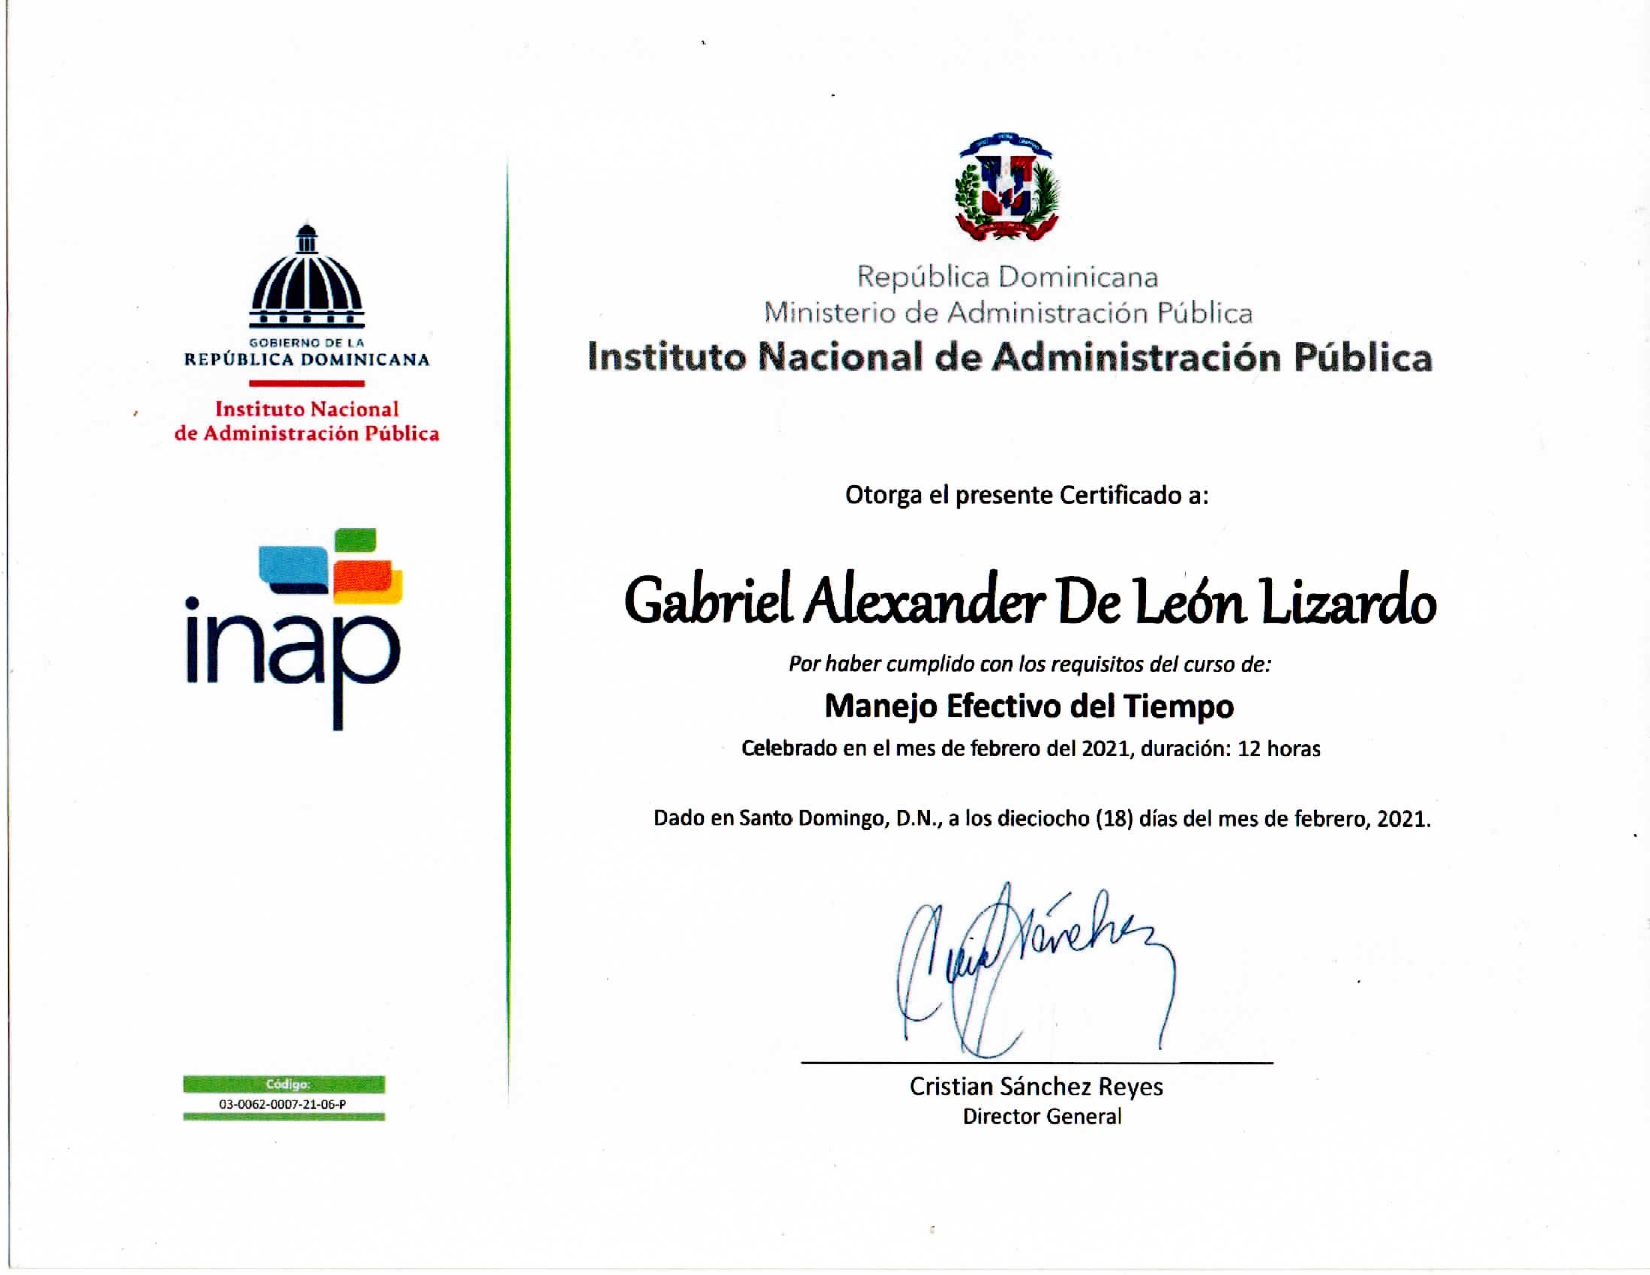 GOBIERNO DE LA
REPÚBLICA DOMINICANA
Instituto Nacional
de Administración Pública
inap
Código:
03-0062-0007-21-06-P
República Dominicana
Ministerio de Administración Pública
Instituto Nacional de Administración Pública
Otorga el presente Certificado a:
Gabriel Alexander De León Lizardo
Por haber cumplido con los requisitos del curso de:
Manejo Efectivo del Tiempo
Celebrado en el mes de febrero del 2021, duración: 12 horas
Dado en Santo Domingo, D.N., a los dieciocho (18) días del mes de febrero, 2021.
Cristian Sánchez Reyes
Director General